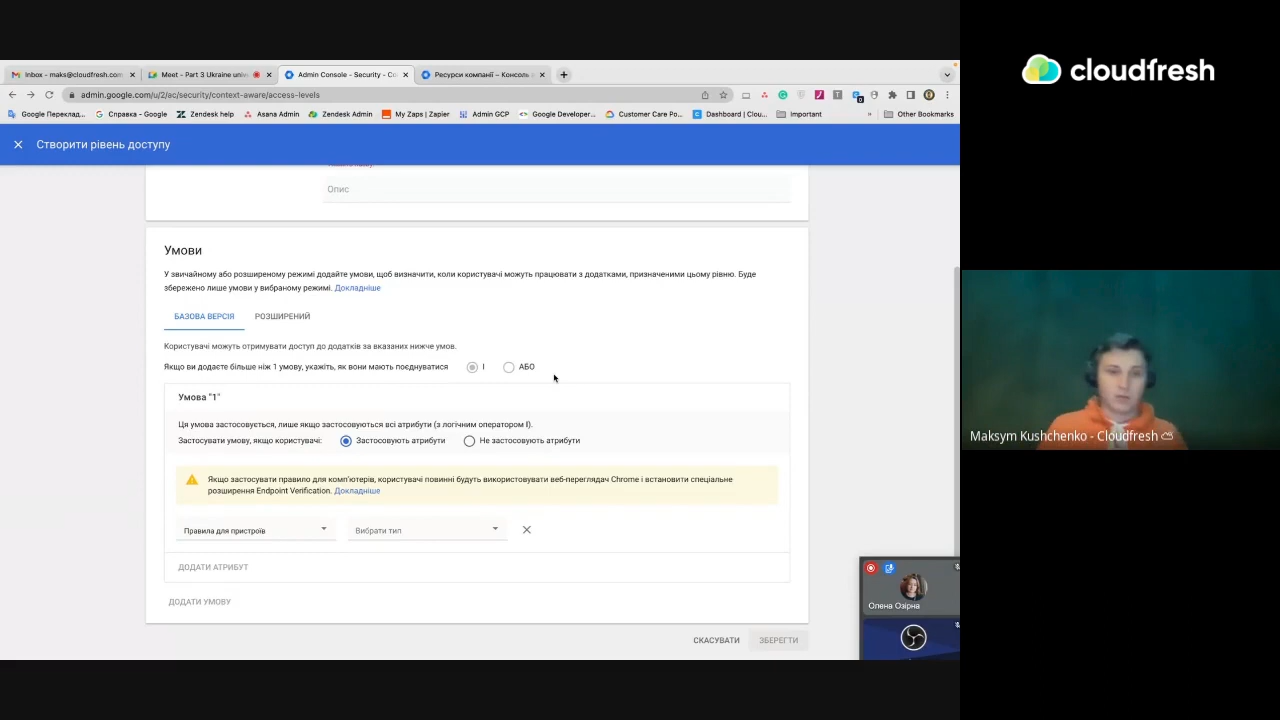 Inbox - maks@cloudfresh.com
Meet - Part 3 Ukraine unive
Admin Console - Security - Co
Ресурси компанії – Консоль
admin.google.com/u/2/ac/security/context-aware/access-levels
Google Переклад...
Справка - Google
Zendesk help
Asana Admin
Zendesk Admin
My Zaps | Zapier
Admin GCP
Google Developer...
Customer Care Po...
Dashboard | Clou...
Important
»
Other Bookmarks
Створити рівень доступу
Опис
Умови
У звичайному або розширеному режимі додайте умови, щоб визначити, коли користувачі можуть працювати з додатками, призначеними цьому рівню. Буде
збережено лише умови у вибраному режимі. Докладніше
БАЗОВА ВЕРСІЯ
РОЗШИРЕНИЙ
Користувачі можуть отримувати доступ до додатків за вказаних нижче умов.
Якщо ви додаєте більше ніж 1 умову, укажіть, як вони мають поєднуватися
І
АБО
Умова "1"
Ця умова застосовується, лише якщо застосовуються всі атрибути (з логічним оператором І).
Застосувати умову, якщо користувачі:
Застосовують атрибути
Не застосовують атрибути
Якщо застосувати правило для комп'ютерів, користувачі повинні будуть використовувати веб-переглядач Chrome і встановити спеціальне
розширення Endpoint Verification. Докладніше
Правила для пристроїв
Вибрати тип
ДОДАТИ АТРИБУТ
ДОДАТИ УМОВУ
СКАСУВАТИ
ЗБЕРЕГТИ
Олена Озірна
cloudfresh
Maksym Kushchenko - Cloudfresh